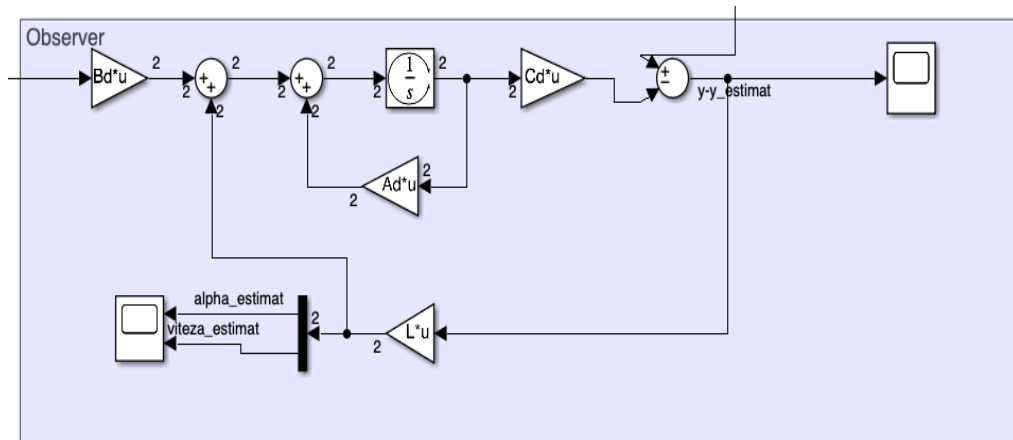 Observer
Bd*u
2
2
+
+
2
2
2
+
+
2
2
2
1
s
2
2
Cd*u
+
−
y-y_estimat
Ad*u
2
2
alpha_estimat
viteza_estimat
2
2
L*u